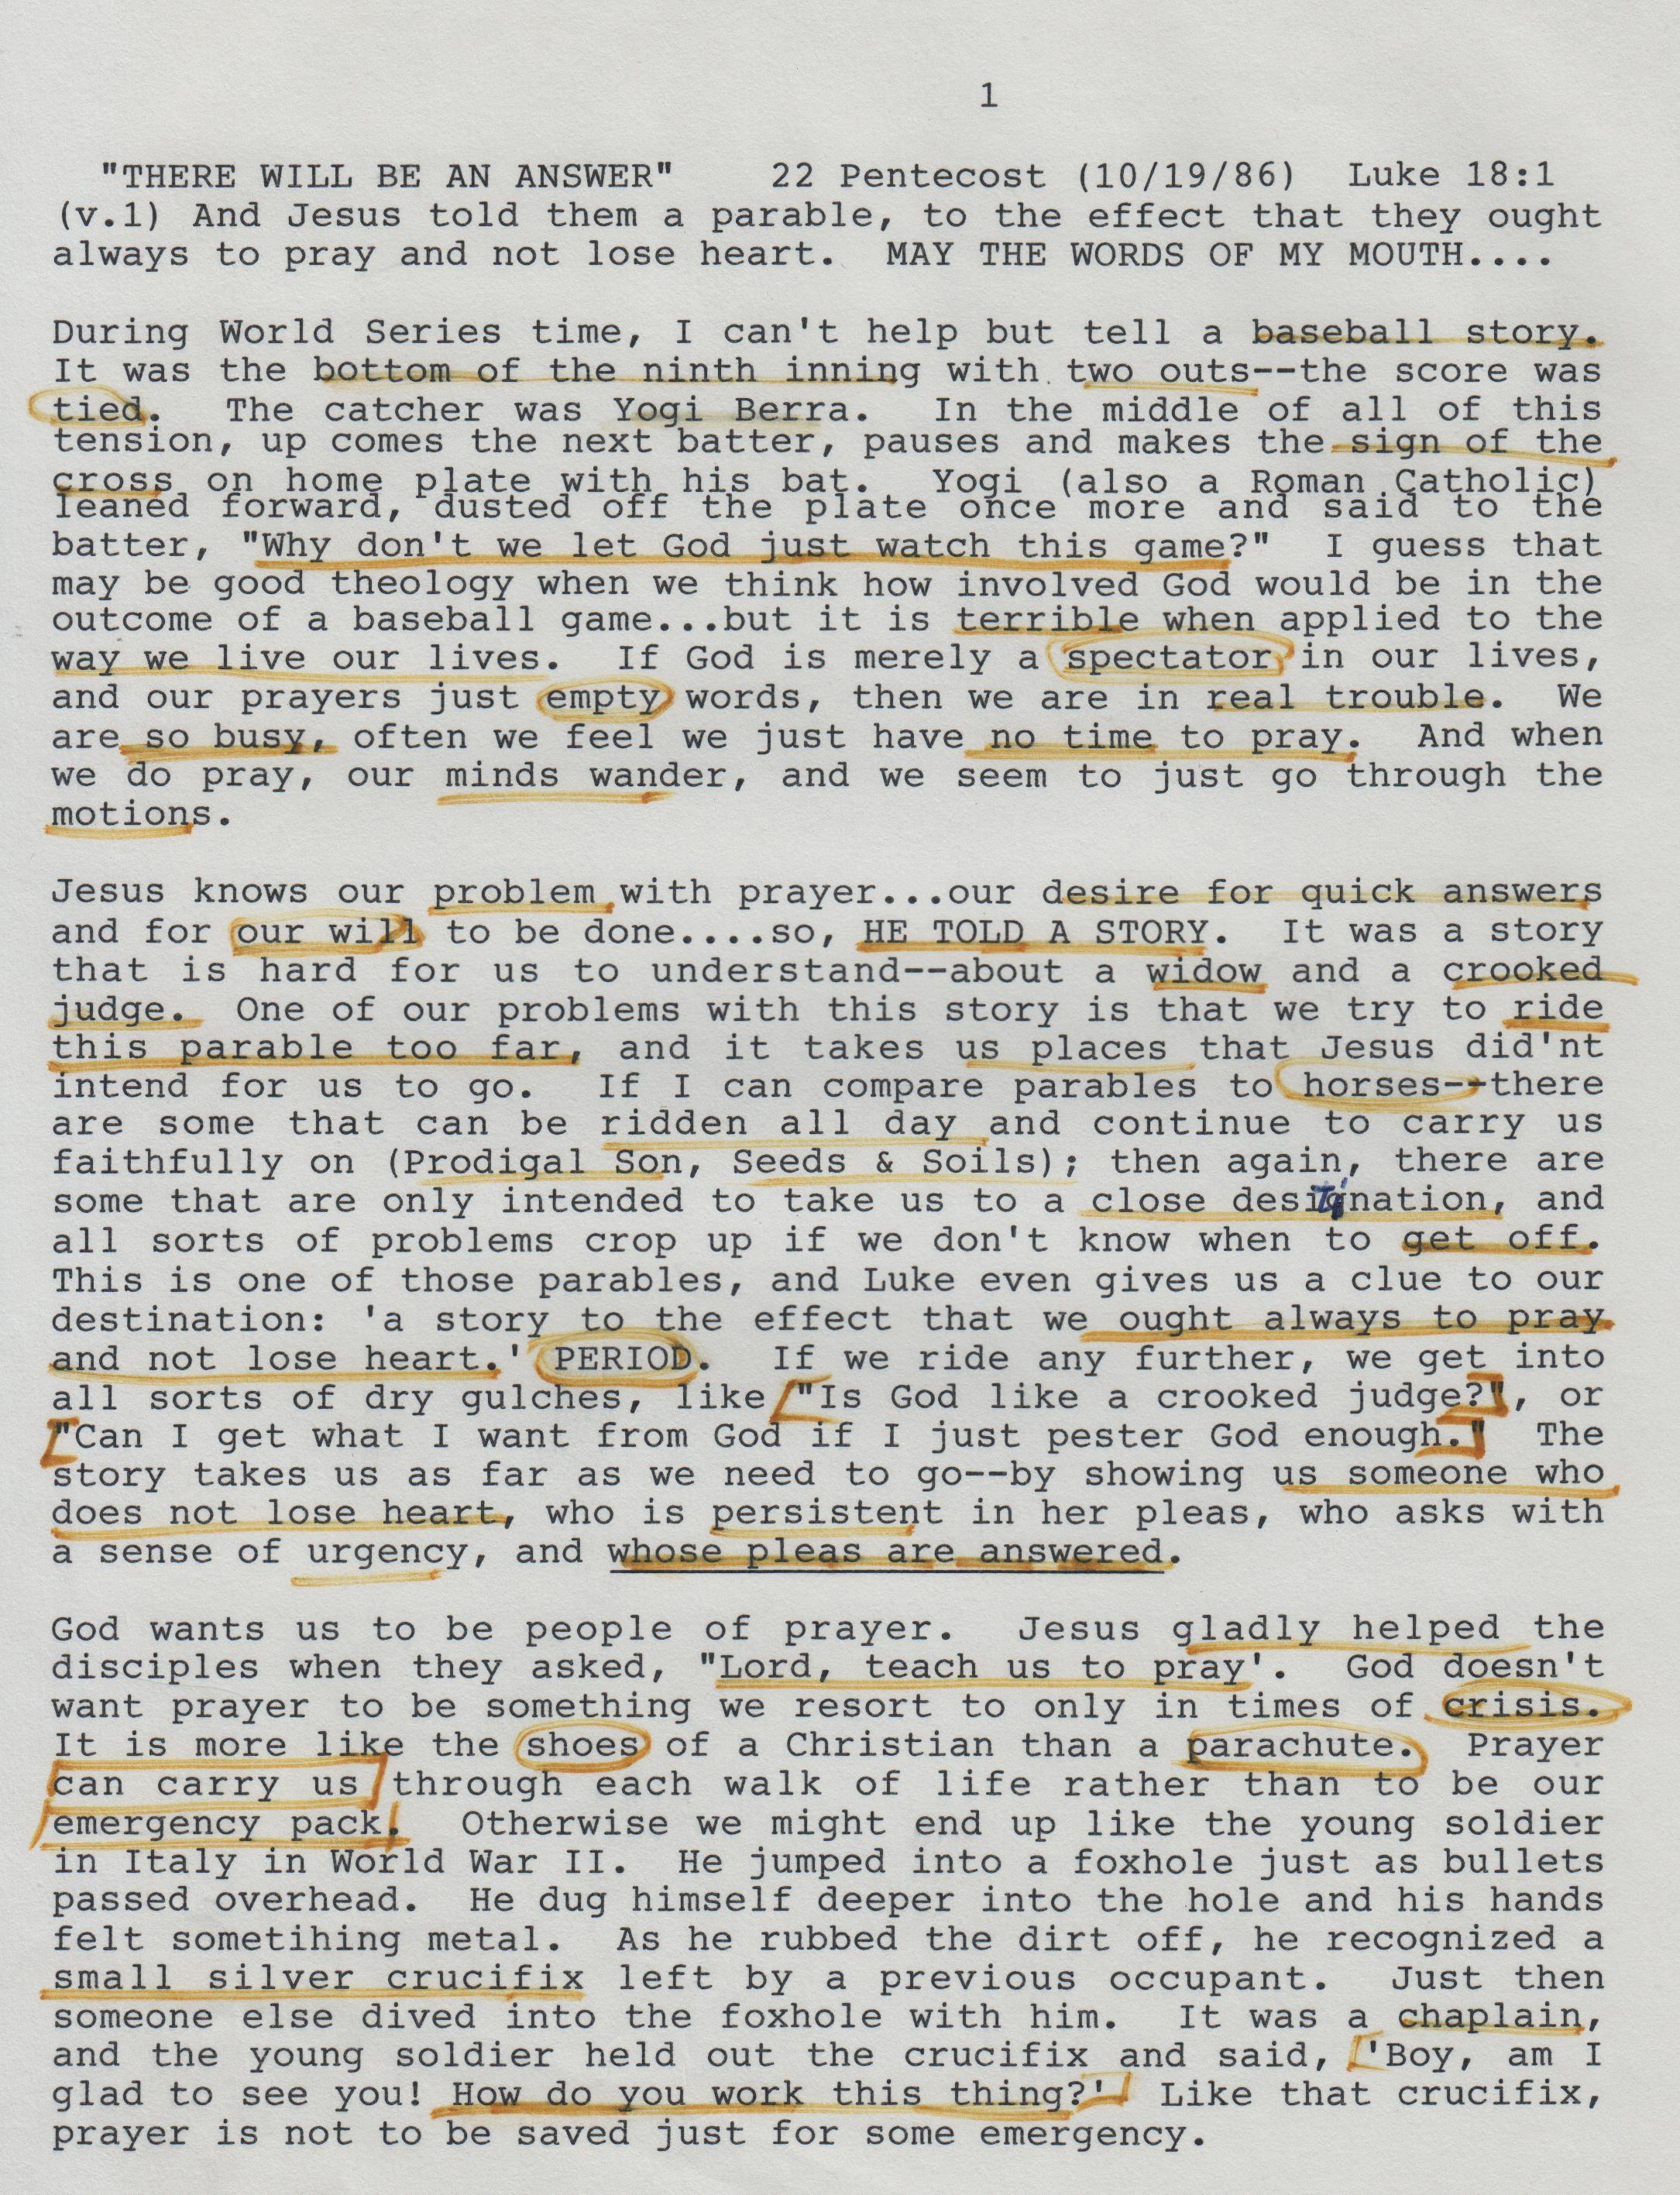 1
"THERE WILL BE AN ANSWER" 22 Pentecost (10/19/86) Luke 18:1
(v.1) And Jesus told them a parable, to the effect that they ought
always to pray and not lose heart. MAY THE WORDS OF MY MOUTH....
During World Series time, I can't help but tell a baseball story.
It was the bottom of the ninth inning with two outs--the score was
tied. The catcher was Yogi Berra. In the middle of all of this
tension, up comes the next batter, pauses and makes the sign of the
cross on home plate with his bat. Yogi (also a Roman Catholic)
leaned forward, dusted off the plate once more and said to the
batter, "Why don't we let God just watch this game?" I guess that
may be good theology when we think how involved God would be in the
outcome of a baseball game...but it is terrible when applied to the
way we live our lives. If God is merely a spectator in our lives,
and our prayers just empty words, then we are in real trouble. We
are so busy, often we feel we just have no time to pray. And when
we do pray, our minds wander, and we seem to just go through the
motions.
Jesus knows our problem with prayer...our desire for quick answers
and for our will to be done....so, HE TOLD A STORY. It was a story
that is hard for us to understand--about a widow and a crooked
judge. One of our problems with this story is that we try to ride
this parable too far, and it takes us places that Jesus did'nt
intend for us to go. If I can compare parables to horses--there
are some that can be ridden all day and continue to carry us
faithfully on (Prodigal Son, Seeds & Soils); then again, there are
some that are only intended to take us to a close destination, and
all sorts of problems crop up if we don't know when to get off.
This is one of those parables, and Luke even gives us a clue to our
destination: 'a story to the effect that we ought always to pray
and not lose heart.' PERIOD. If we ride any further, we get into
all sorts of dry gulches, like ["Is God like a crooked judge?"], or
["Can I get what I want from God if I just pester God enough."] The
story takes us as far as we need to go--by showing us someone who
does not lose heart, who is persistent in her pleas, who asks with
a sense of urgency, and whose pleas are answered.
God wants us to be people of prayer. Jesus gladly helped the
disciples when they asked, "Lord, teach us to pray'. God doesn't
want prayer to be something we resort to only in times of crisis.
It is more like the shoes of a Christian than a parachute. Prayer
can carry us through each walk of life rather than to be our
emergency pack. Otherwise we might end up like the young soldier
in Italy in World War II. He jumped into a foxhole just as bullets
passed overhead. He dug himself deeper into the hole and his hands
felt sometihing metal. As he rubbed the dirt off, he recognized a
small silver crucifix left by a previous occupant. Just then
someone else dived into the foxhole with him. It was a chaplain,
and the young soldier held out the crucifix and said, ['Boy, am I
glad to see you! How do you work this thing?'] Like that crucifix,
prayer is not to be saved just for some emergency.